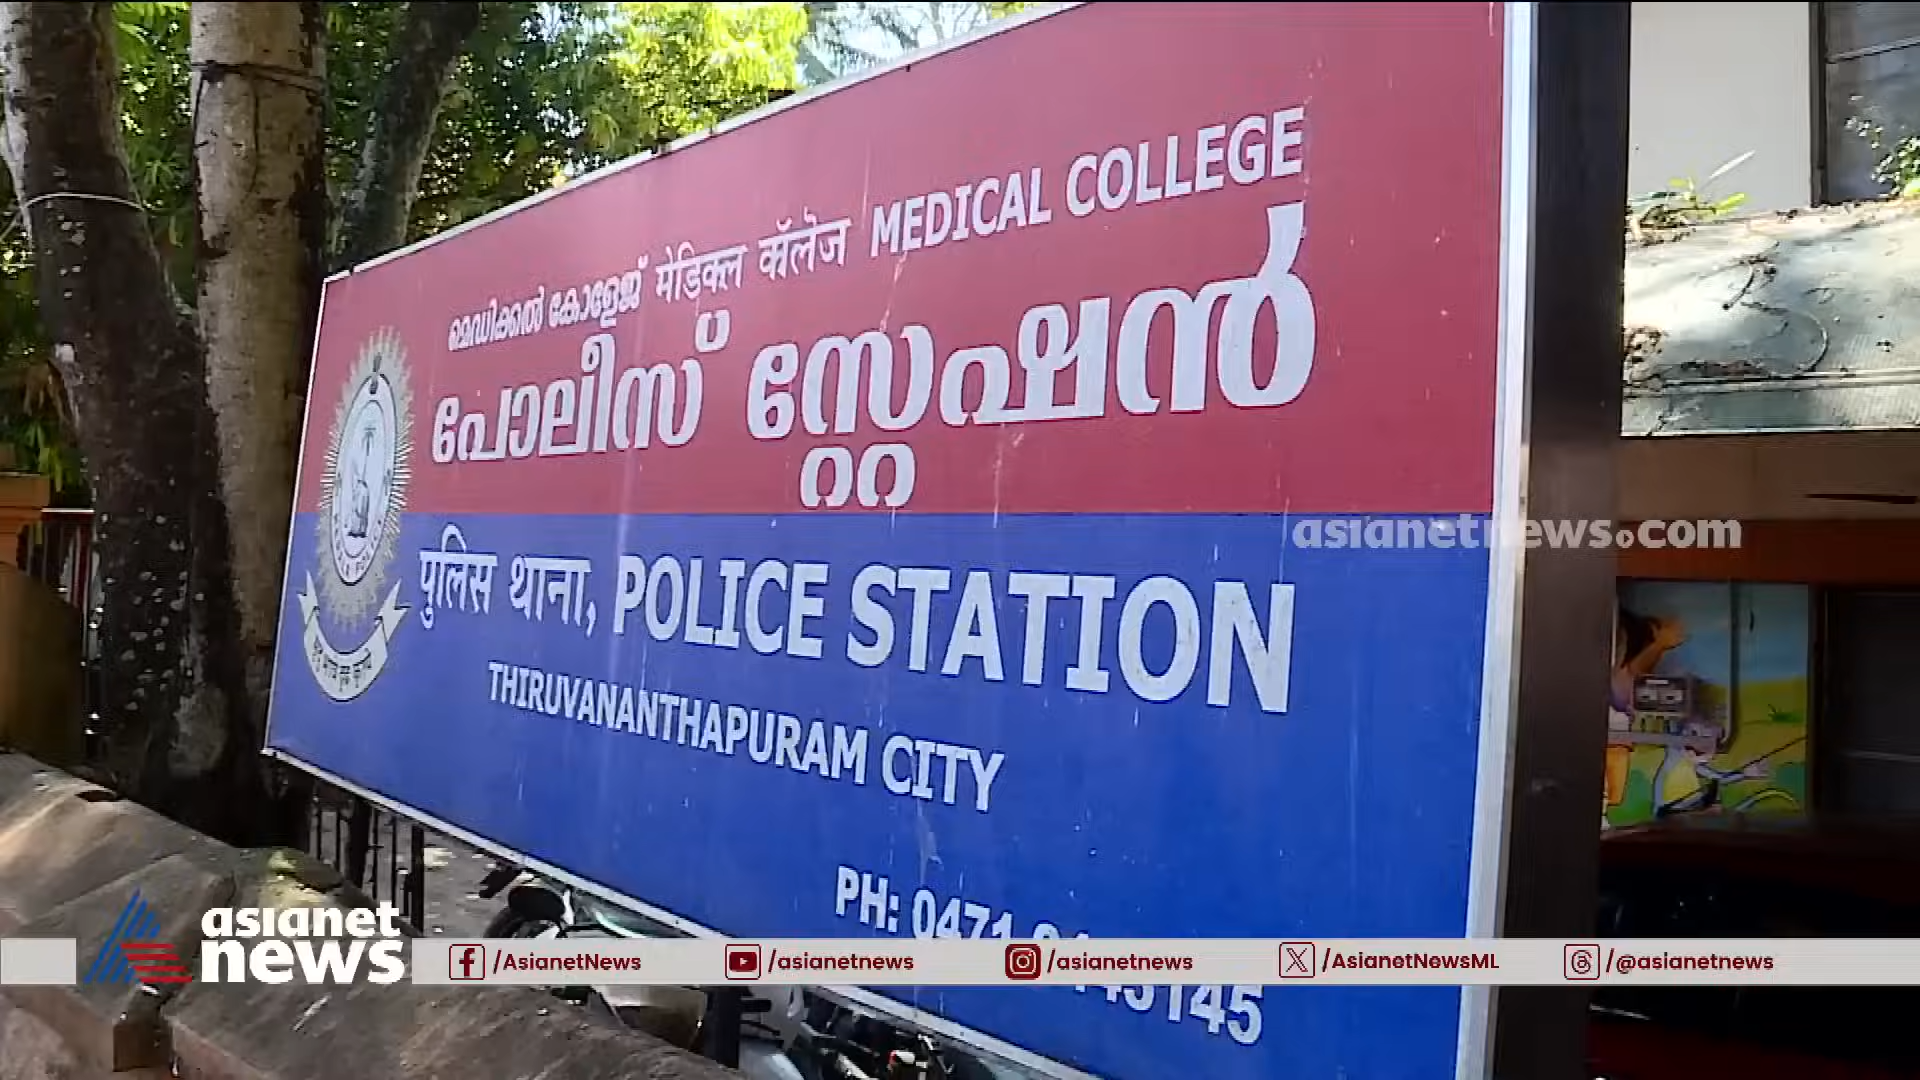 മെഡിക്കൽ കോളേജ് मेडिकल कॉलेज MEDICAL COLLEGE
പോലീസ് സ്റ്റേഷൻ
पुलिस थाना, POLICE STATION
THIRUVANANTHAPURAM CITY
PH: 0471
asianetnews.com
asianet
news
/AsianetNews /asianetnews /asianetnews /AsianetNewsML /@asianetnews